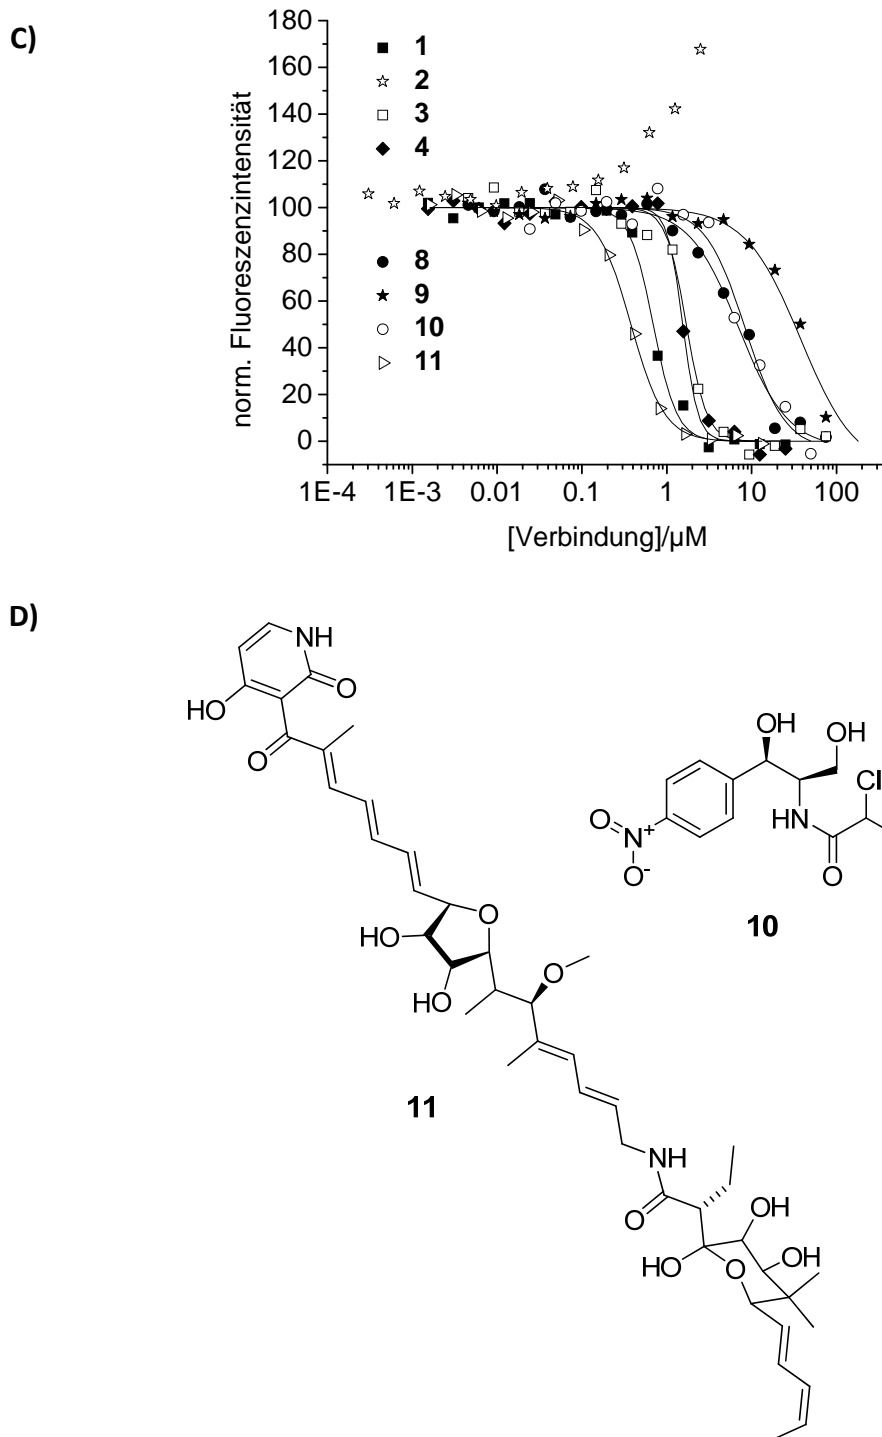 C)
180
160
140
120
100
80
60
40
20
0
norm. Fluoreszenzintensität
1
2
3
4
8
9
10
11
1E-4 1E-3 0.01 0.1 1 10 100
[Verbindung]/µM
D)
NH
O
HO
O
OH
OH
Cl
HN
O
O
N+
O-
10
O
HO
HO
O
11
NH
O
OH
HO
O
OH